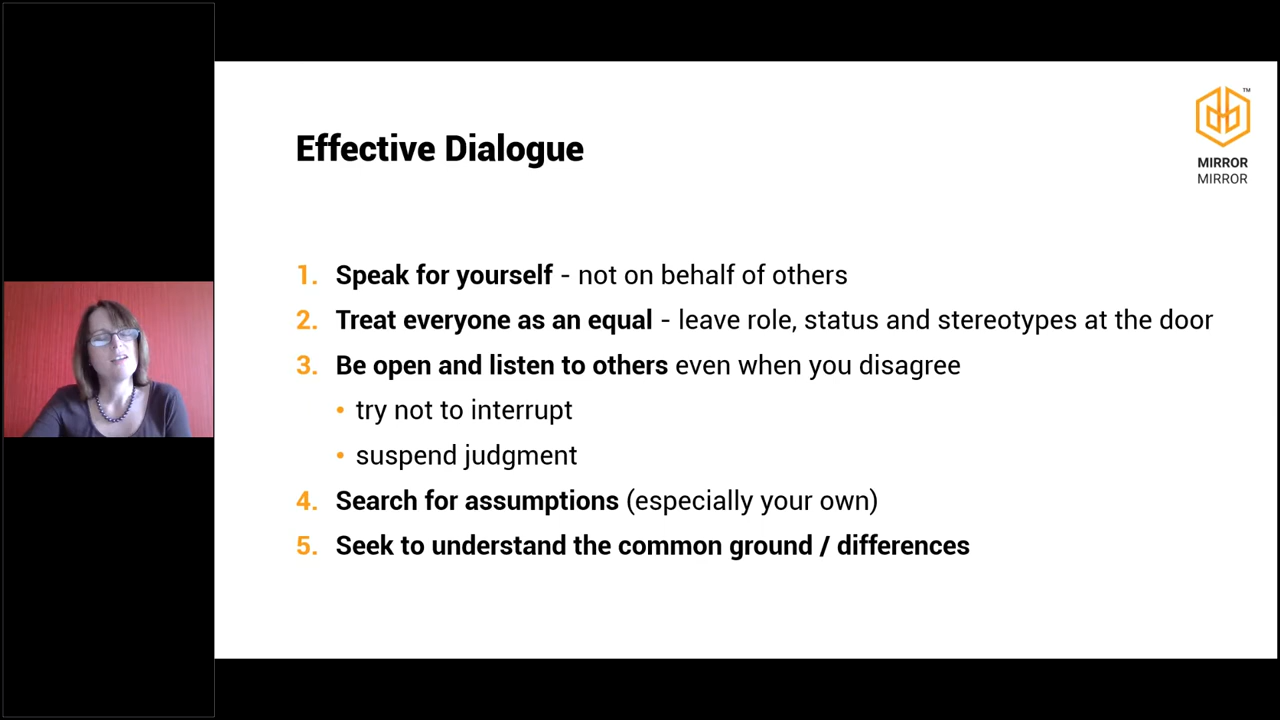 Effective Dialogue
TM
MIRROR
MIRROR
1. Speak for yourself - not on behalf of others
2. Treat everyone as an equal - leave role, status and stereotypes at the door
3. Be open and listen to others even when you disagree
• try not to interrupt
• suspend judgment
4. Search for assumptions (especially your own)
5. Seek to understand the common ground / differences